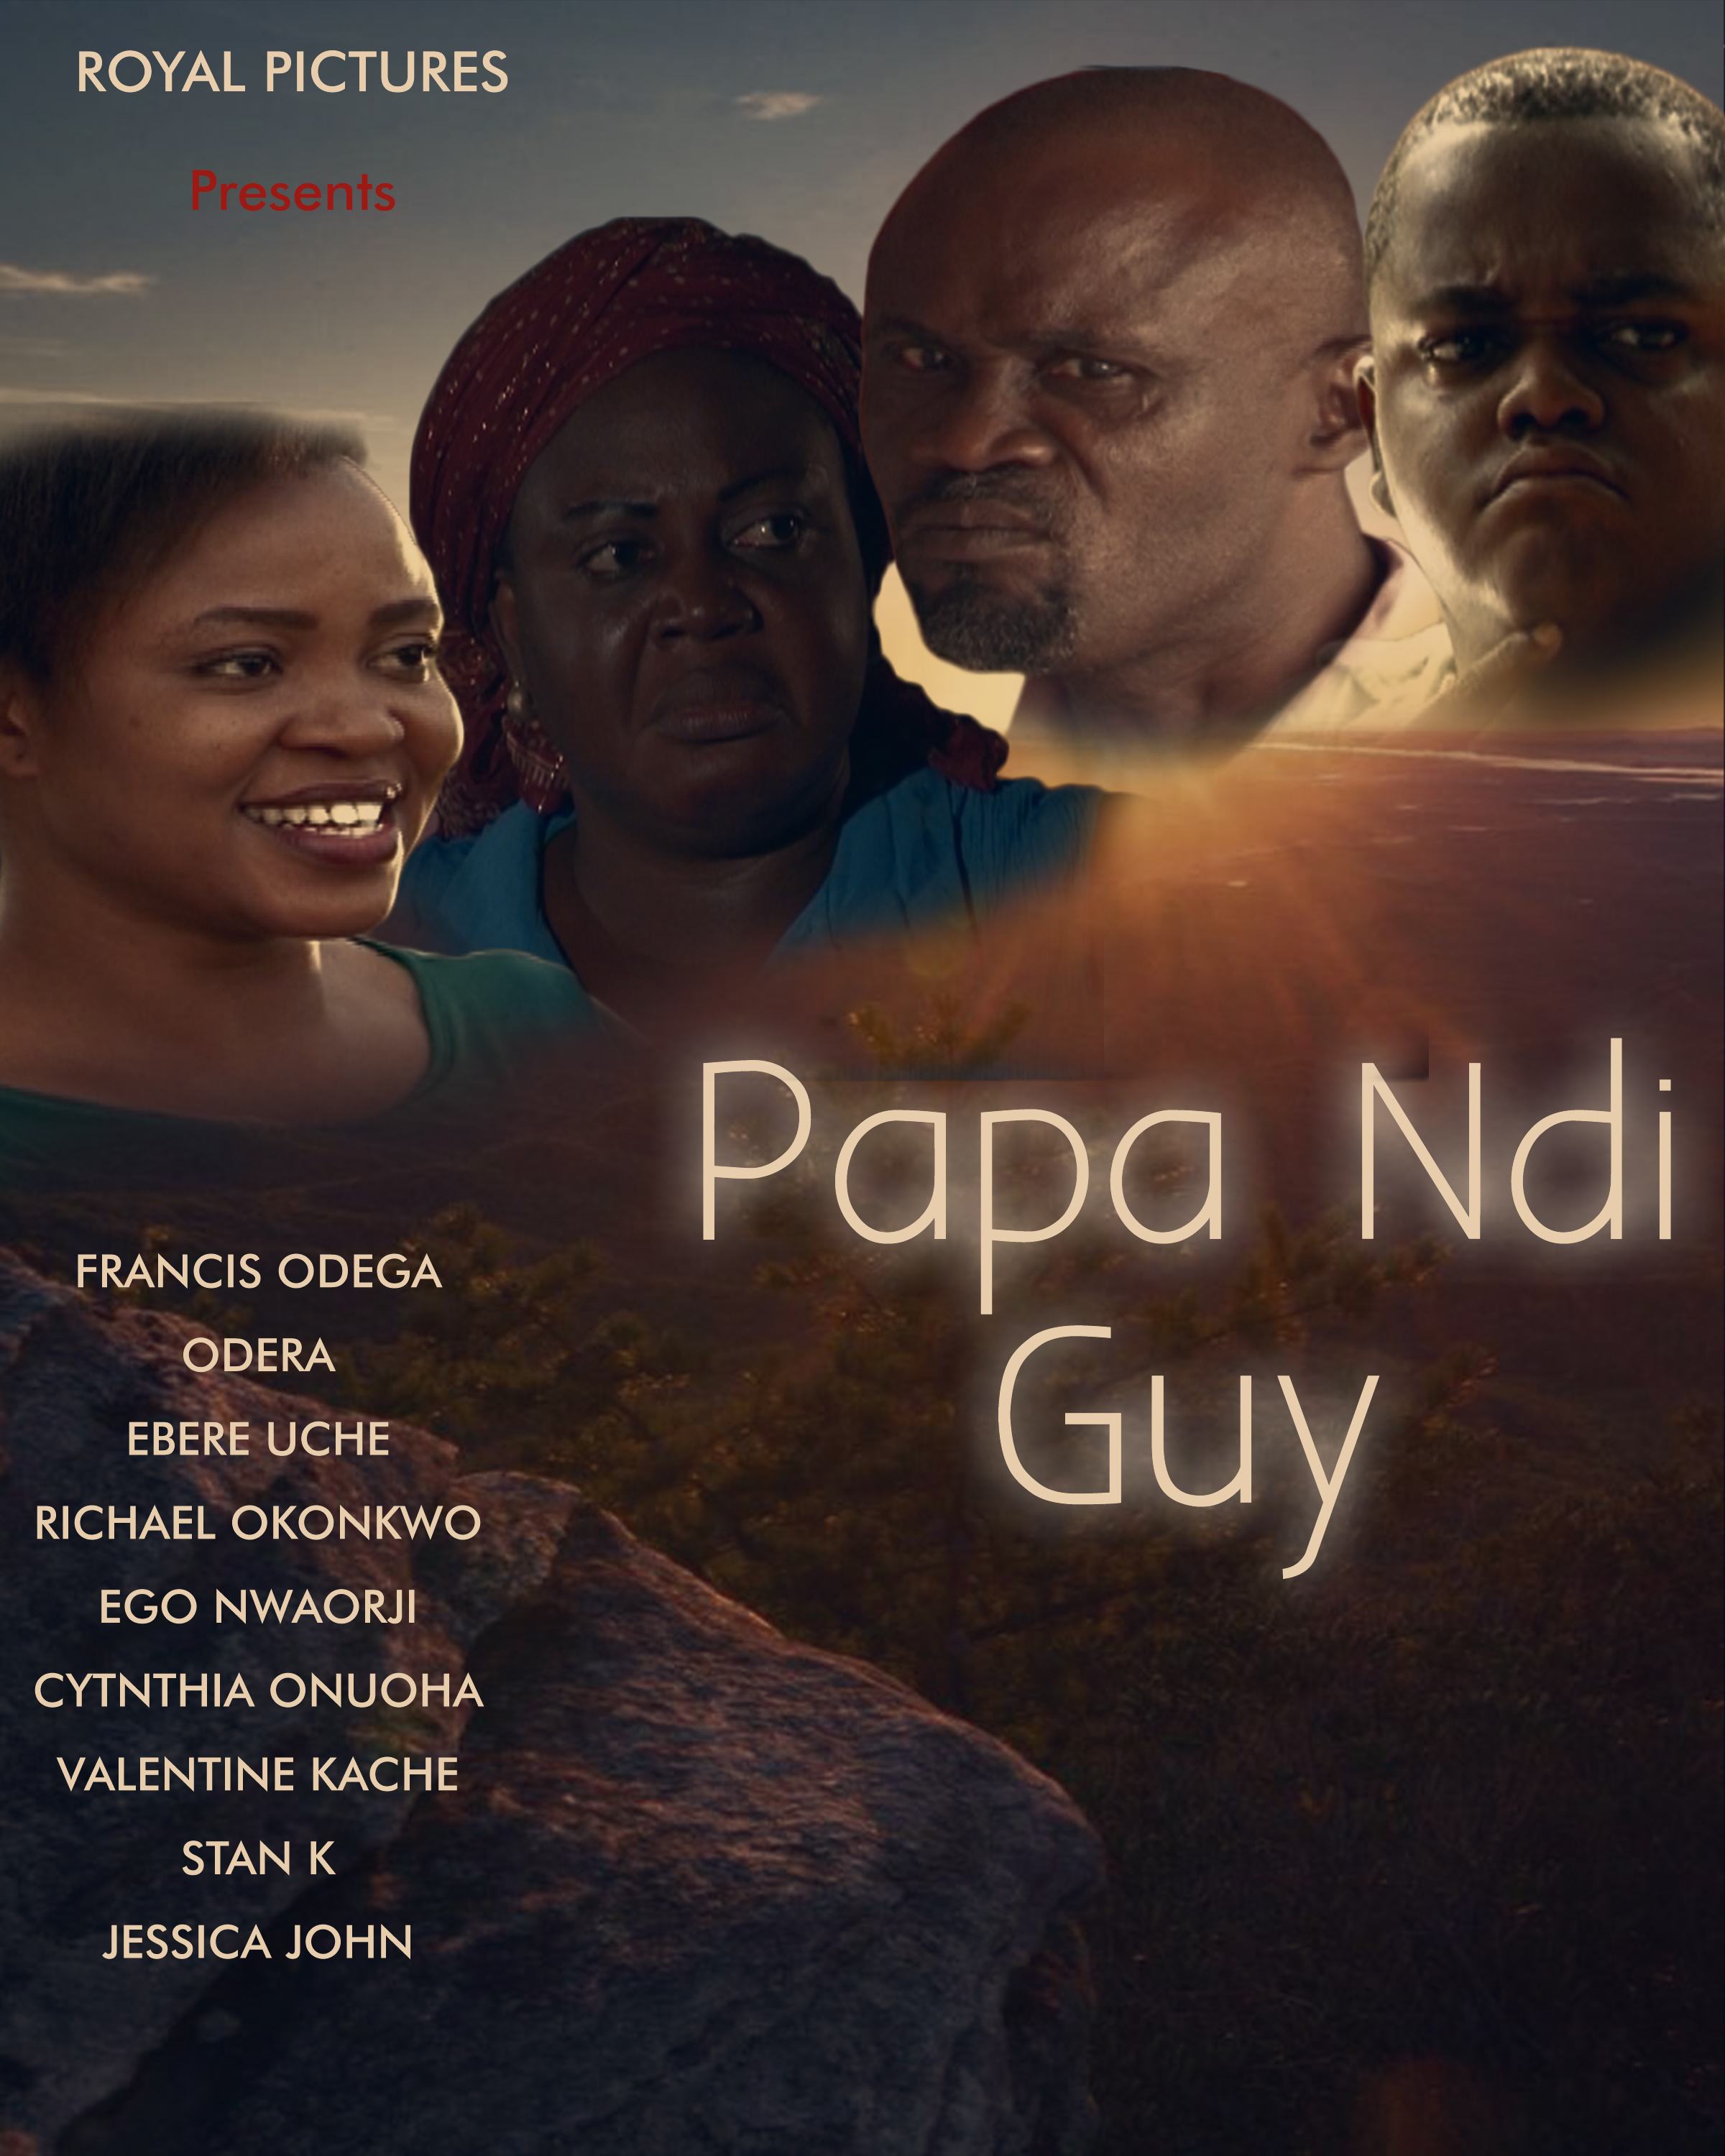 ROYAL PICTURES
Presents
Papa Ndi
Guy
FRANCIS ODEGA
ODERA
EBERE UCHE
RICHAEL OKONKWO
EGO NWAORJI
CYTNTHIA ONUOHA
VALENTINE KACHE
STAN K
JESSICA JOHN